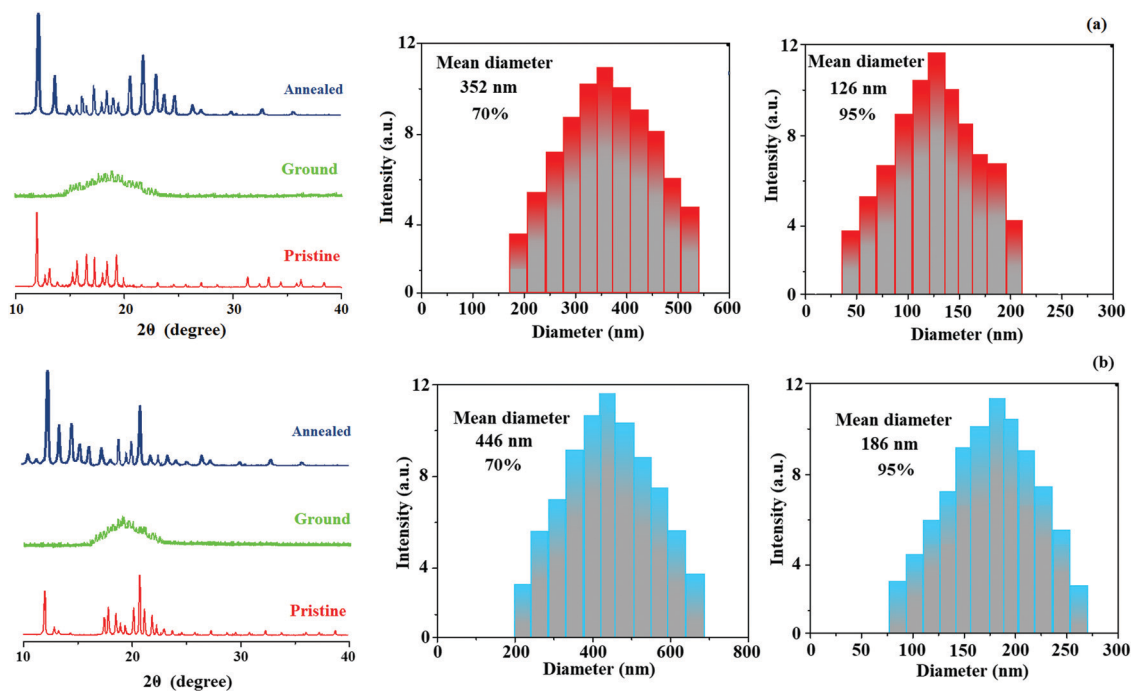 (a)
Annealed
Ground
Pristine
10 20 30 40
2θ (degree)
Intensity (a.u.)
12
8
4
0
Mean diameter
352 nm
70%
0 100 200 300 400 500 600
Diameter (nm)
Intensity (a.u.)
12
8
4
0
Mean diameter
126 nm
95%
0 50 100 150 200 250 300
Diameter (nm)
(b)
Annealed
Ground
Pristine
10 20 30 40
2θ (degree)
Intensity (a.u.)
12
8
4
0
Mean diameter
446 nm
70%
0 200 400 600 800
Diameter (nm)
Intensity (a.u.)
12
8
4
0
Mean diameter
186 nm
95%
0 50 100 150 200 250 300
Diameter (nm)